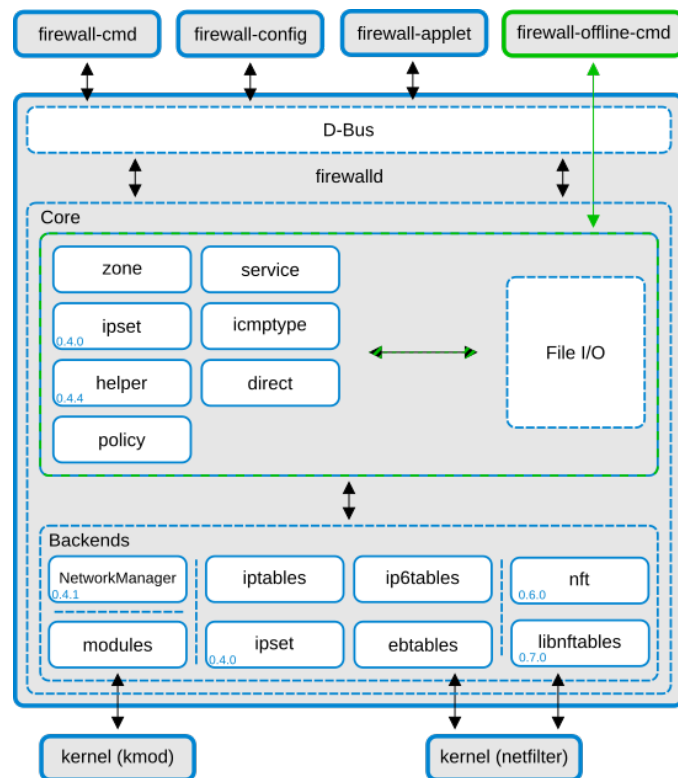 firewall-cmd
firewall-config
firewall-applet
firewall-offline-cmd
D-Bus
firewalld
Core
zone
service
ipset
0.4.0
icmptype
helper
0.4.4
direct
policy
File I/O
Backends
NetworkManager
0.4.1
iptables
ip6tables
nft
0.6.0
modules
ipset
0.4.0
ebtables
libnftables
0.7.0
kernel (kmod)
kernel (netfilter)